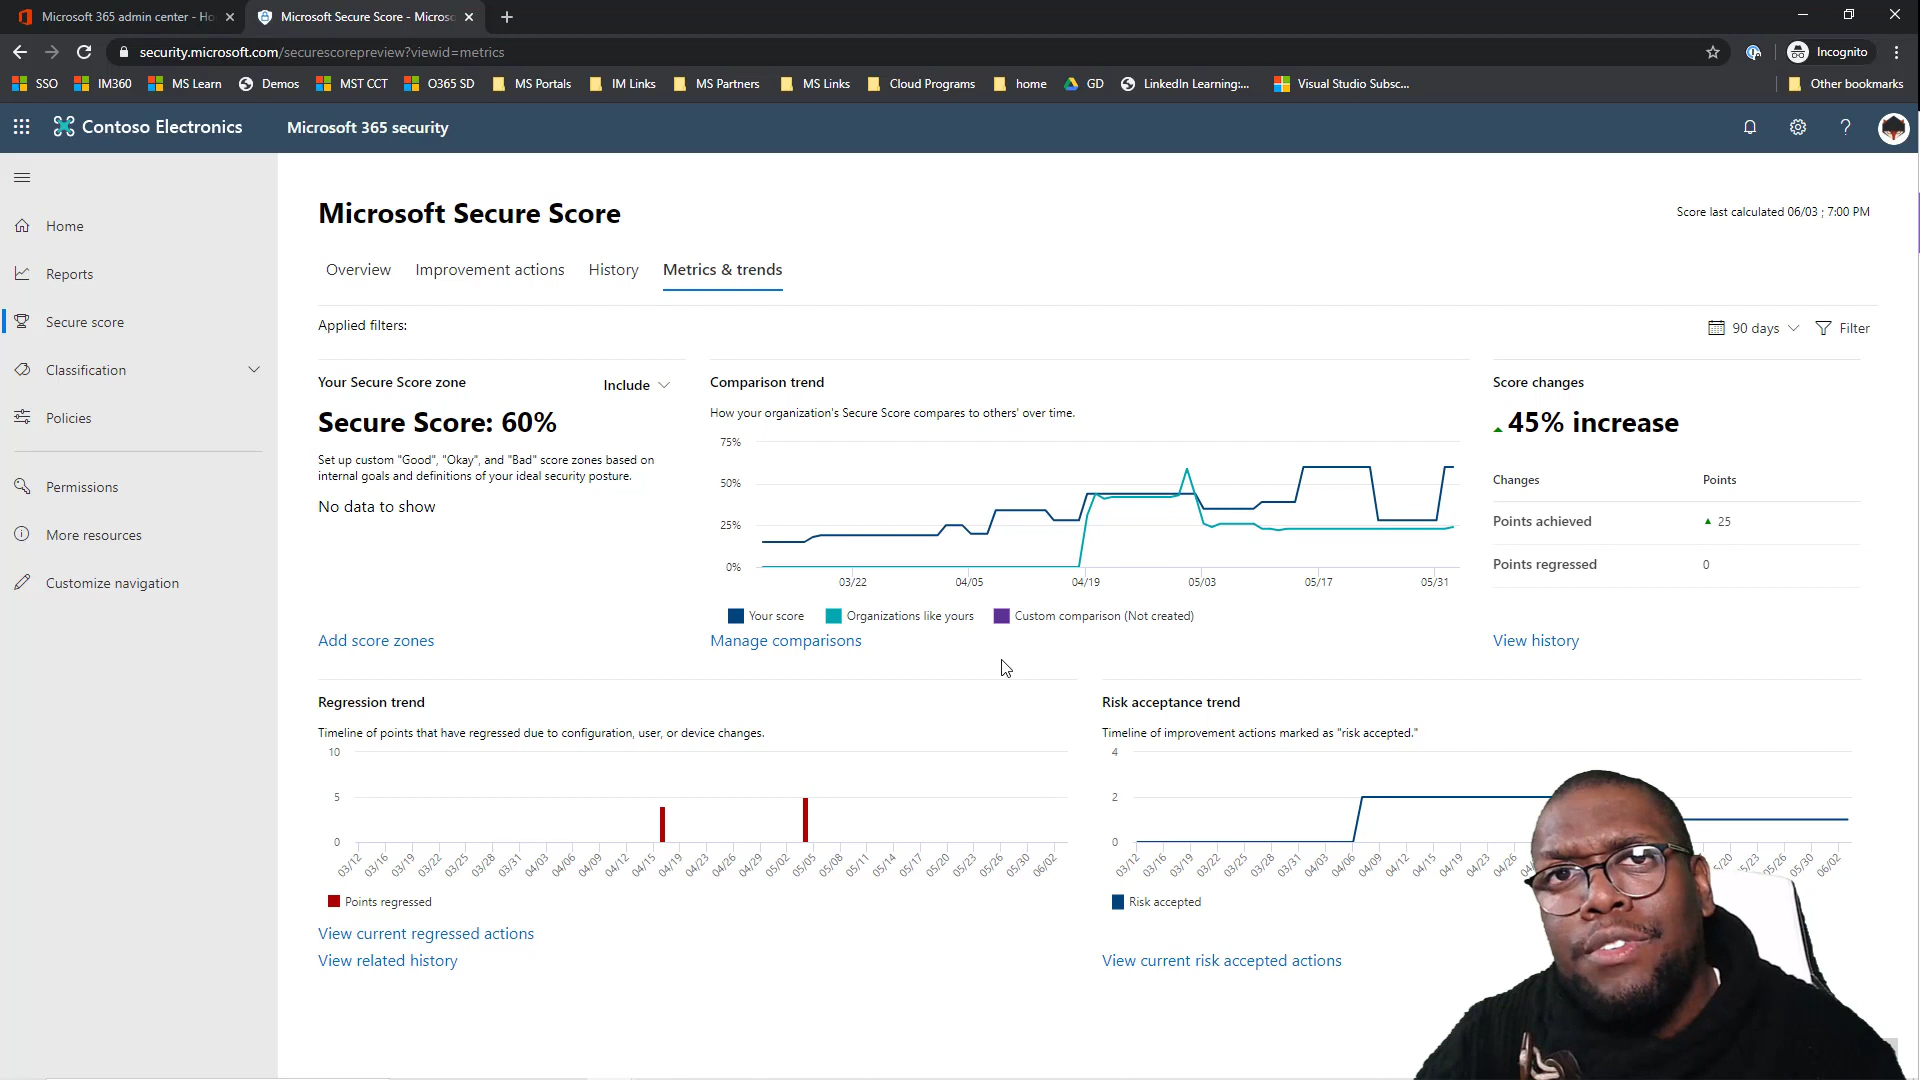 Microsoft 365 admin center - Ho
Microsoft Secure Score - Micros
security.microsoft.com/securescorepreview?viewid=metrics
Incognito
SSO
IM360
MS Learn
Demos
MST CCT
O365 SD
MS Portals
IM Links
MS Partners
MS Links
Cloud Programs
home
GD
LinkedIn Learning:...
Visual Studio Subsc...
Other bookmarks
Contoso Electronics
Microsoft 365 security
?
Home
Reports
Secure score
Classification
Policies
Permissions
More resources
Customize navigation
Microsoft Secure Score
Score last calculated 06/03 ; 7:00 PM
Overview
Improvement actions
History
Metrics & trends
Applied filters:
90 days
Filter
Your Secure Score zone
Include
Secure Score: 60%
Set up custom "Good", "Okay", and "Bad" score zones based on
internal goals and definitions of your ideal security posture.
No data to show
Add score zones
Comparison trend
How your organization's Secure Score compares to others' over time.
75%
50%
25%
0%
03/22
04/05
04/19
05/03
05/17
05/31
Your score
Organizations like yours
Custom comparison (Not created)
Manage comparisons
Score changes
45% increase
Changes
Points
Points achieved
25
Points regressed
0
View history
Regression trend
Timeline of points that have regressed due to configuration, user, or device changes.
10
5
0
03/12
03/16
03/19
03/22
03/25
03/28
03/31
04/03
04/06
04/09
04/12
04/15
04/19
04/23
04/26
04/29
05/02
05/05
05/08
05/11
05/14
05/17
05/20
05/23
05/26
05/30
06/02
Points regressed
View current regressed actions
View related history
Risk acceptance trend
Timeline of improvement actions marked as "risk accepted."
4
2
0
03/12
03/16
03/19
03/22
03/25
03/28
03/31
04/03
04/06
04/09
04/12
04/15
04/19
04/23
04/26
05/23
05/26
05/30
06/02
Risk accepted
View current risk accepted actions